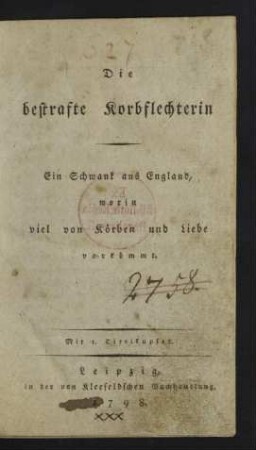 Die
bestrafte Korbflechterin
Ein Schwank aus England,
worin
viel von Körben und Liebe
vorkömmt.
2758.
Mit 1. Titelkupfer.
Leipzig,
in der von Kleefeldschen Buchhandlung.
1798.
XXX